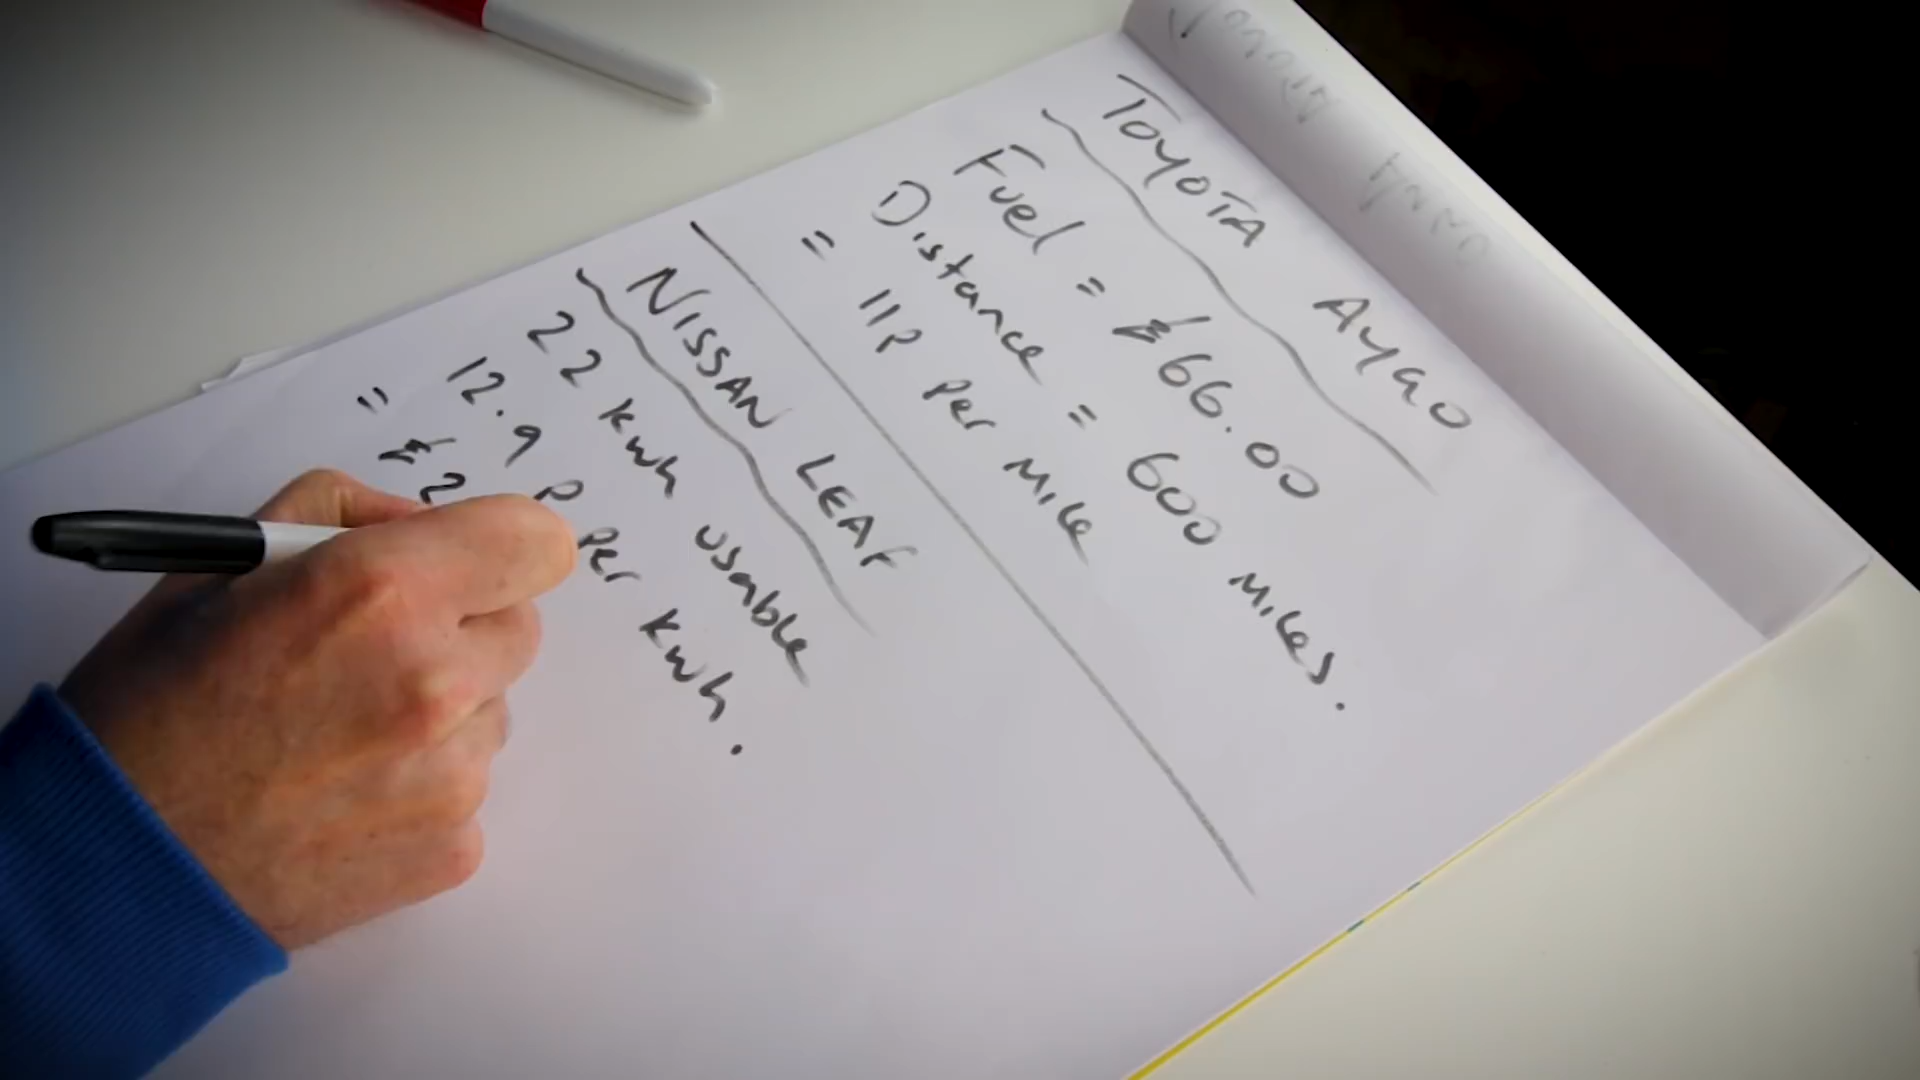 TOYOTA AYGO
Fuel = £66.00
Distance = 600 Miles.
= 11P Per Mile
NISSAN LEAF
22 kwh usable
12.9 P Per kwh.
= £2